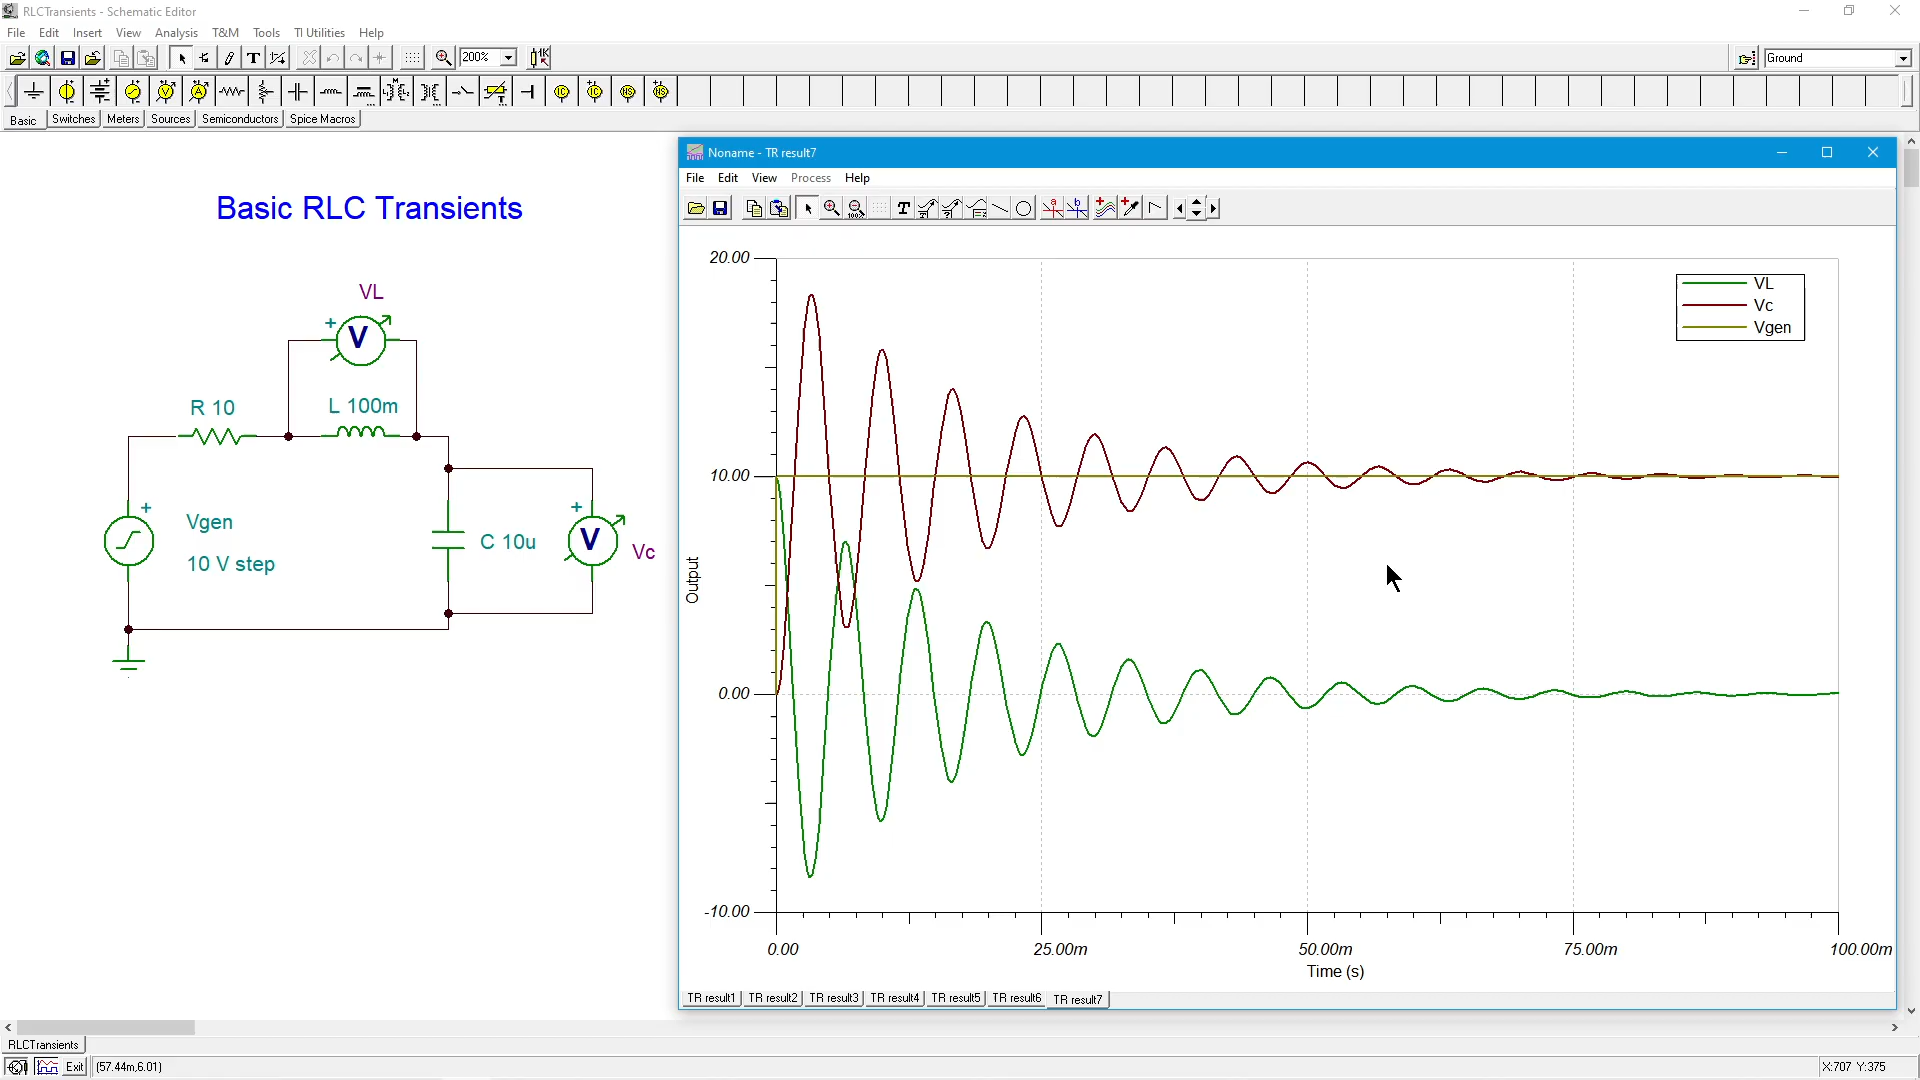 RLCTransients - Schematic Editor
File Edit Insert View Analysis T&M Tools TI Utilities Help
200%
1K
Ground
Basic Switches Meters Sources Semiconductors Spice Macros
Noname - TR result7
File Edit View Process Help
Basic RLC Transients
VL
+
V
R 10
L 100m
+
Vgen
10 V step
C 10u
+
V
Vc
20.00
10.00
0.00
-10.00
Output
VL
Vc
Vgen
0.00 25.00m 50.00m 75.00m 100.00m
Time (s)
TR result1 TR result2 TR result3 TR result4 TR result5 TR result6 TR result7
RLCTransients
Exit (57.44m,6.01)
X:707 Y:375